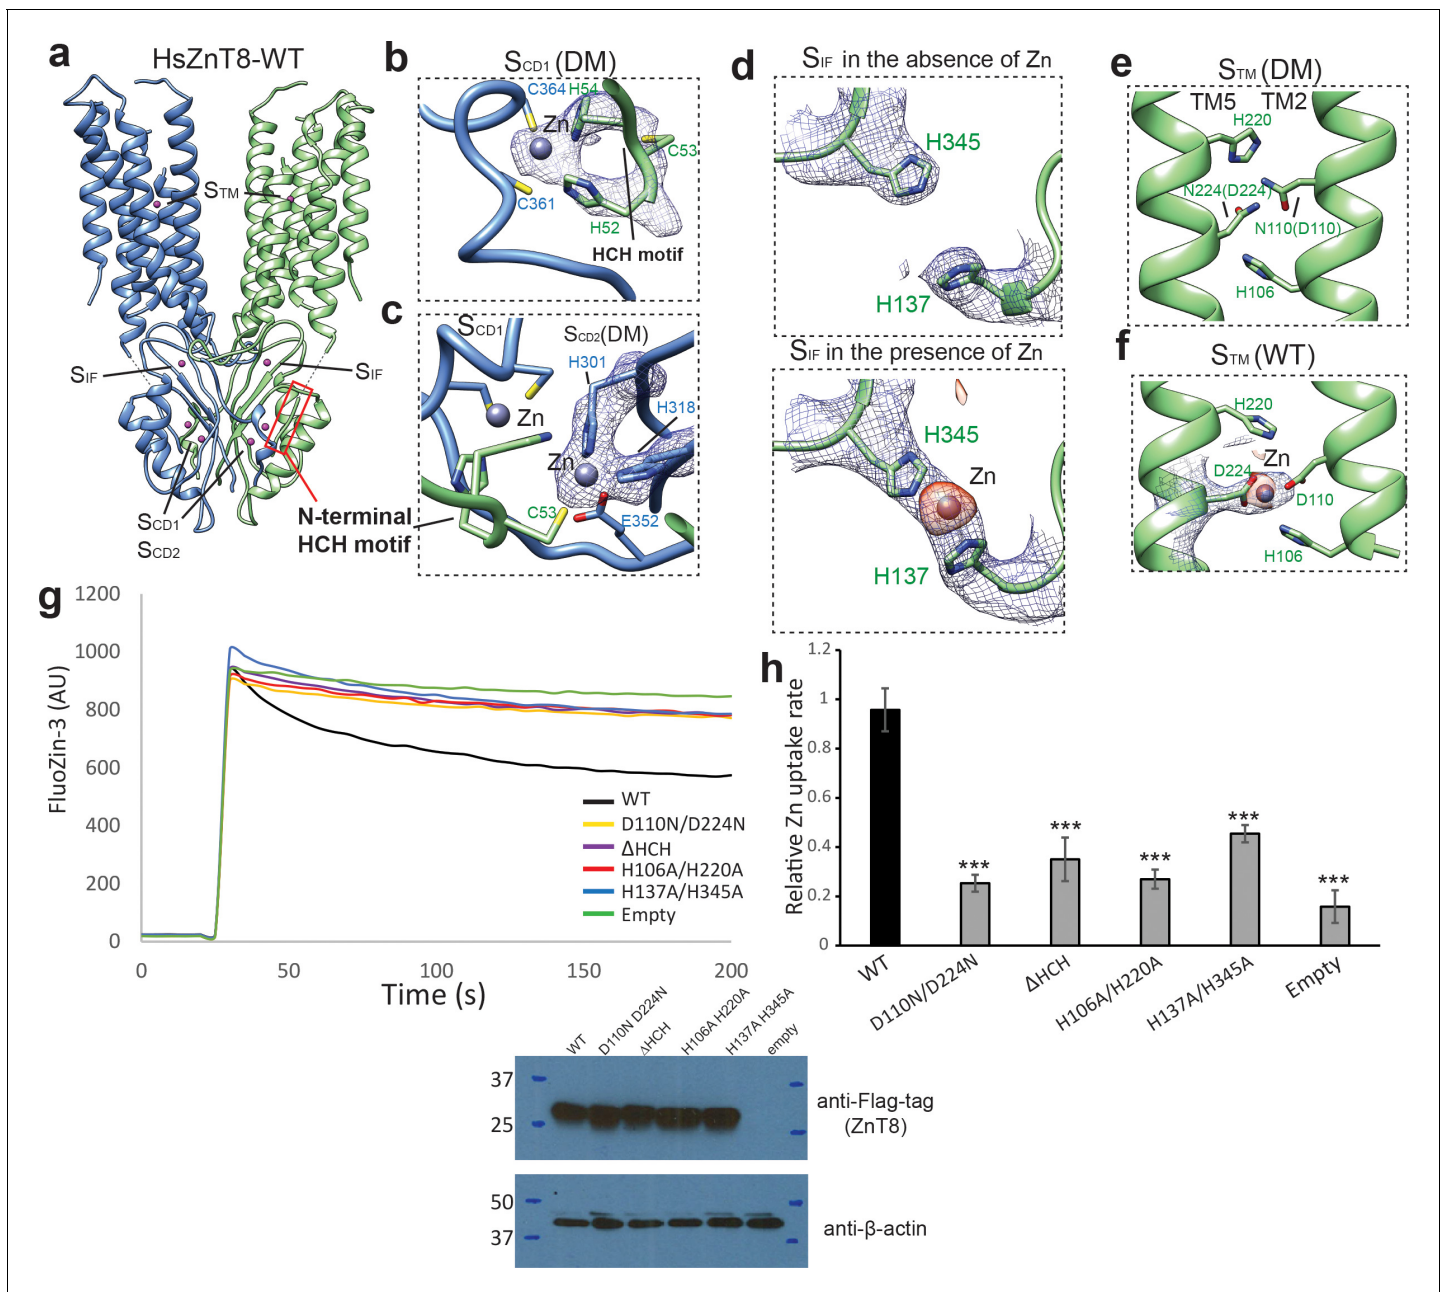 a
HsZnT8-WT
STM
SIF
SIF
SCD1
SCD2
N-terminal
HCH motif
b
SCD1 (DM)
C364
H54
Zn
C53
C361
H52
HCH motif
c
SCD1
SCD2(DM)
H301
Zn
H318
Zn
C53
E352
d
SIF in the absence of Zn
H345
H137
SIF in the presence of Zn
H345
Zn
H137
e
STM (DM)
TM5
TM2
H220
N224(D224)
N110(D110)
H106
f
STM (WT)
H220
D224
Zn
D110
H106
g
FluoZin-3 (AU)
1200
1000
800
600
400
200
0
0
50
100
150
200
Time (s)
WT
D110N/D224N
ΔHCH
H106A/H220A
H137A/H345A
Empty
h
Relative Zn uptake rate
1.2
1
0.8
0.6
0.4
0.2
0
***
***
***
***
***
WT
D110N/D224N
ΔHCH
H106A/H220A
H137A/H345A
Empty
WT
D110N D224N
ΔHCH
H106A H220A
H137A H345A
empty
37
25
anti-Flag-tag
(ZnT8)
50
37
anti-β-actin